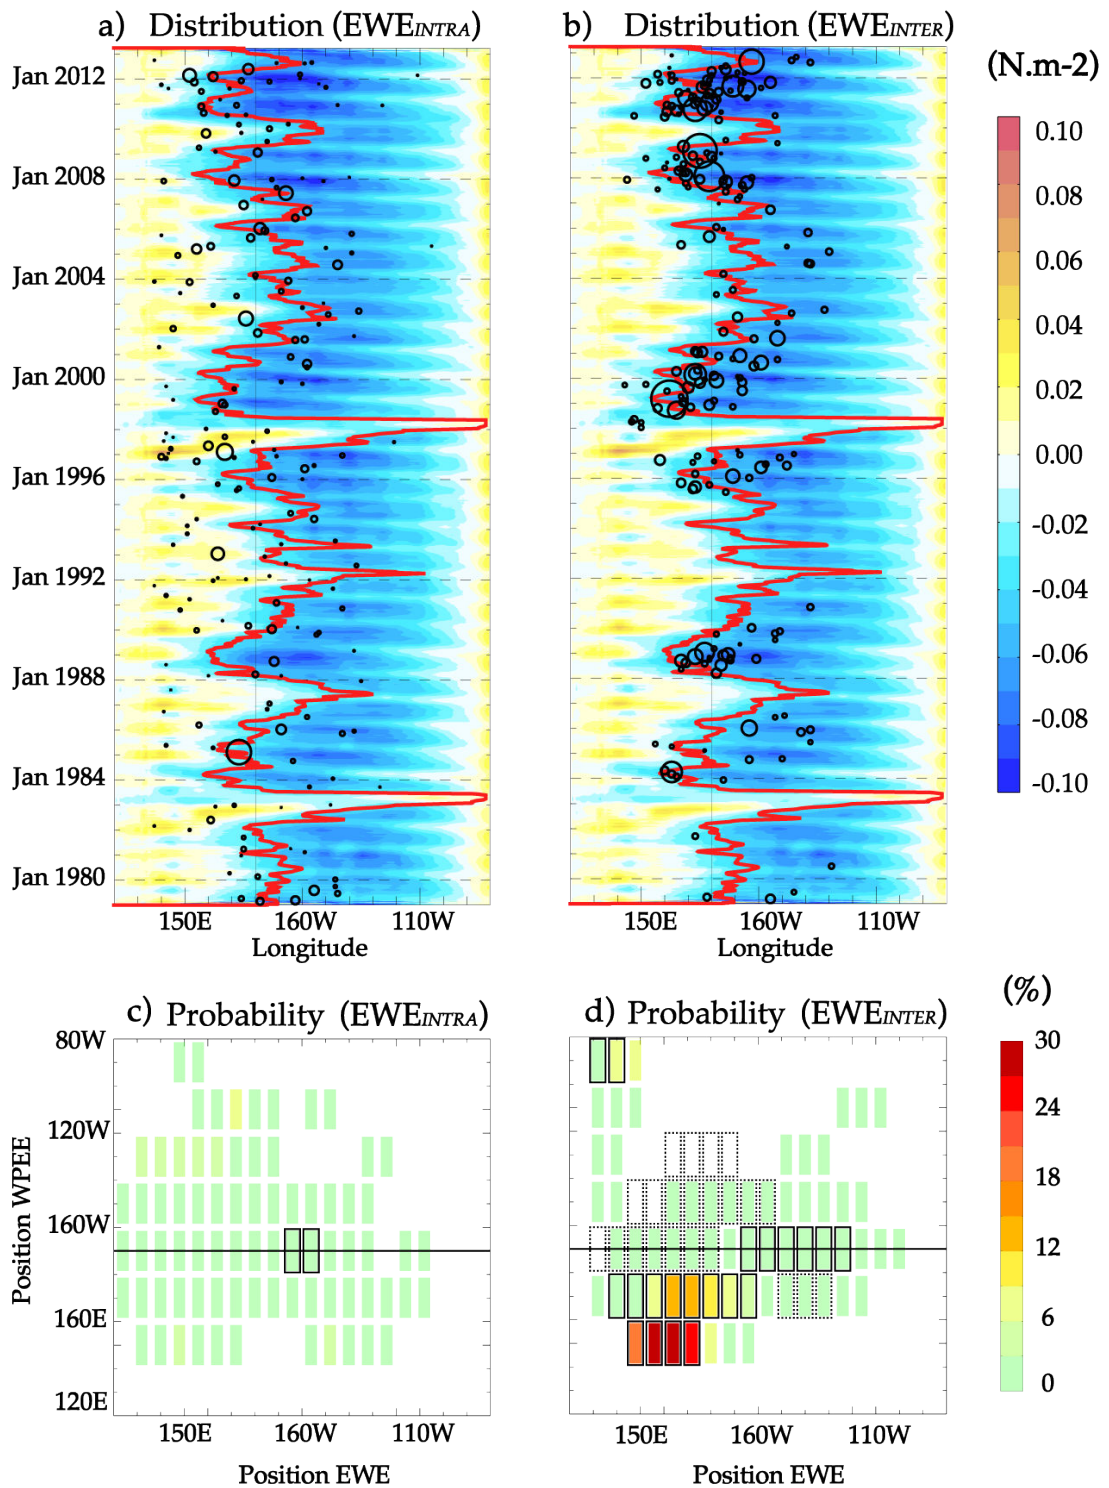 a) Distribution (EWEINTRA)
b) Distribution (EWEINTER)
(N.m-2)
Jan 2012
Jan 2008
Jan 2004
Jan 2000
Jan 1996
Jan 1992
Jan 1988
Jan 1984
Jan 1980
150E 160W 110W
Longitude
150E 160W 110W
Longitude
0.10
0.08
0.06
0.04
0.02
0.00
-0.02
-0.04
-0.06
-0.08
-0.10
c) Probability (EWEINTRA)
d) Probability (EWEINTER)
(%)
80W
120W
160W
160E
120E
Position WPEE
150E 160W 110W
Position EWE
150E 160W 110W
Position EWE
30
24
18
12
6
0